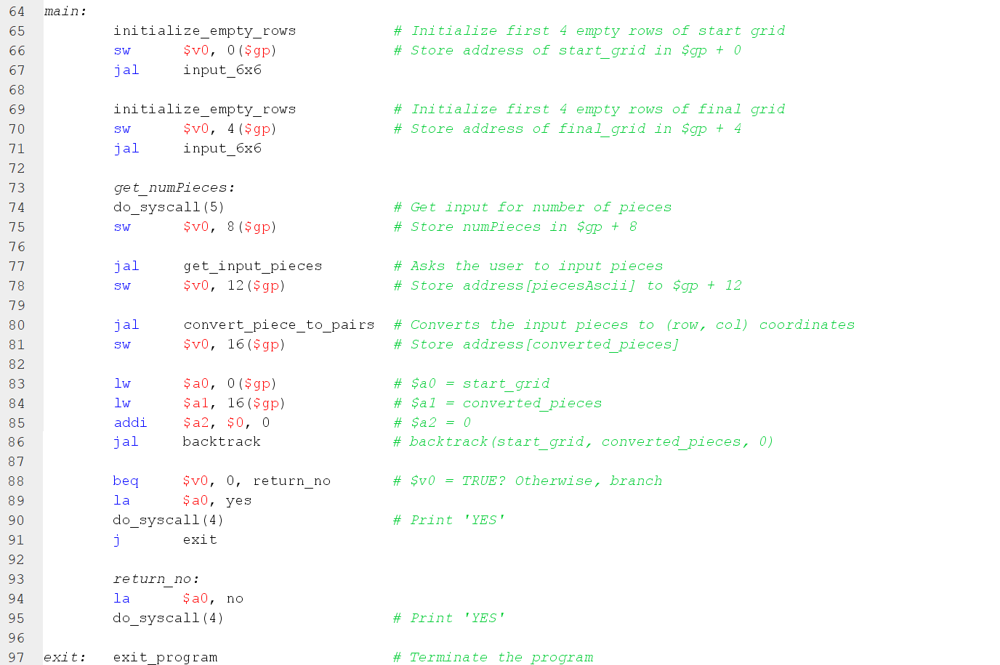 64 main:
65 initialize_empty_rows # Initialize first 4 empty rows of start grid
66 sw $v0, 0($gp) # Store address of start_grid in $gp + 0
67 jal input_6x6
68
69 initialize_empty_rows # Initialize first 4 empty rows of final grid
70 sw $v0, 4($gp) # Store address of final_grid in $gp + 4
71 jal input_6x6
72
73 get_numPieces:
74 do_syscall(5) # Get input for number of pieces
75 sw $v0, 8($gp) # Store numPieces in $gp + 8
76
77 jal get_input_pieces # Asks the user to input pieces
78 sw $v0, 12($gp) # Store address[piecesAscii] to $gp + 12
79
80 jal convert_piece_to_pairs # Converts the input pieces to (row, col) coordinates
81 sw $v0, 16($gp) # Store address[converted_pieces]
82
83 lw $a0, 0($gp) # $a0 = start_grid
84 lw $a1, 16($gp) # $a1 = converted_pieces
85 addi $a2, $0, 0 # $a2 = 0
86 jal backtrack # backtrack(start_grid, converted_pieces, 0)
87
88 beq $v0, 0, return_no # $v0 = TRUE? Otherwise, branch
89 la $a0, yes
90 do_syscall(4) # Print 'YES'
91 j exit
92
93 return_no:
94 la $a0, no
95 do_syscall(4) # Print 'YES'
96
97 exit: exit_program # Terminate the program